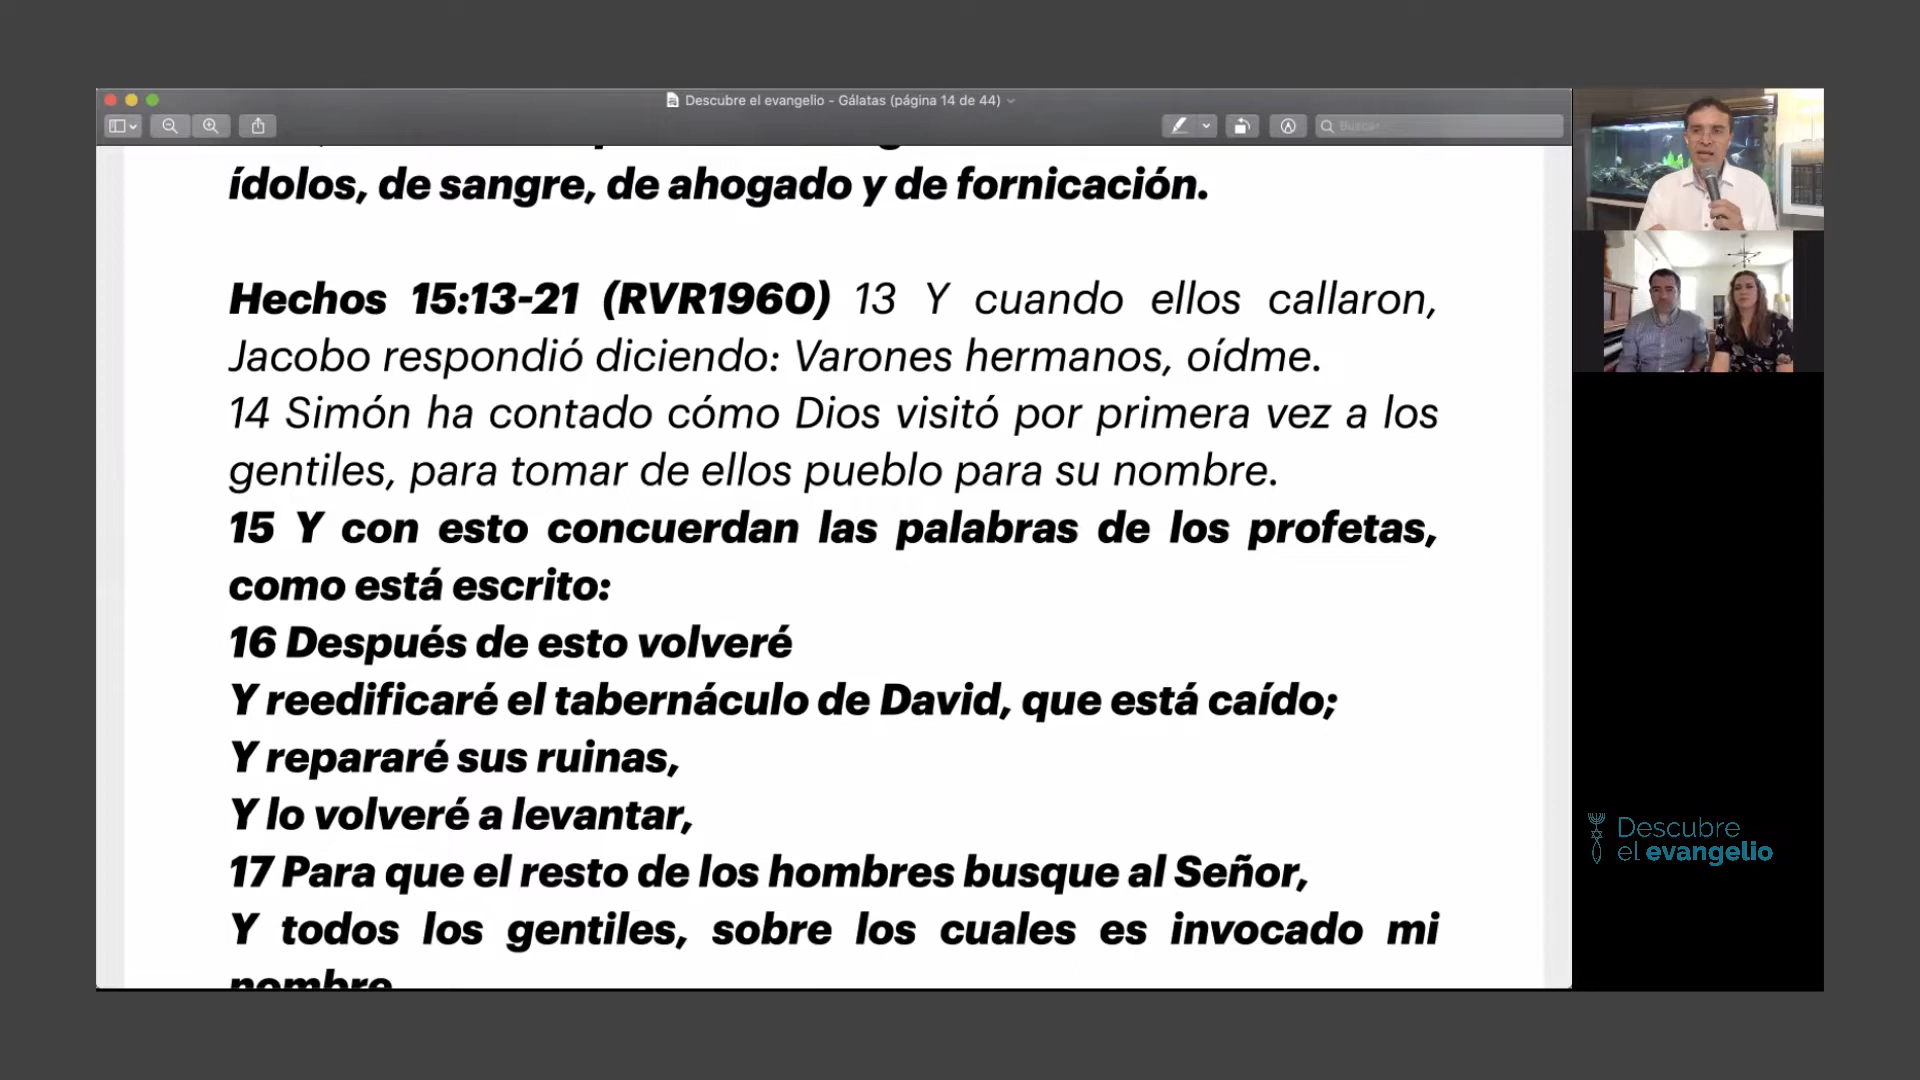 Descubre el evangelio - Gálatas (página 14 de 44)
Buscar
ídolos, de sangre, de ahogado y de fornicación.
Hechos 15:13-21 (RVR1960) 13 Y cuando ellos callaron,
Jacobo respondió diciendo: Varones hermanos, oídme.
14 Simón ha contado cómo Dios visitó por primera vez a los
gentiles, para tomar de ellos pueblo para su nombre.
15 Y con esto concuerdan las palabras de los profetas,
como está escrito:
16 Después de esto volveré
Y reedificaré el tabernáculo de David, que está caído;
Y repararé sus ruinas,
Y lo volveré a levantar,
17 Para que el resto de los hombres busque al Señor,
Y todos los gentiles, sobre los cuales es invocado mi
nombre
Descubre
el evangelio